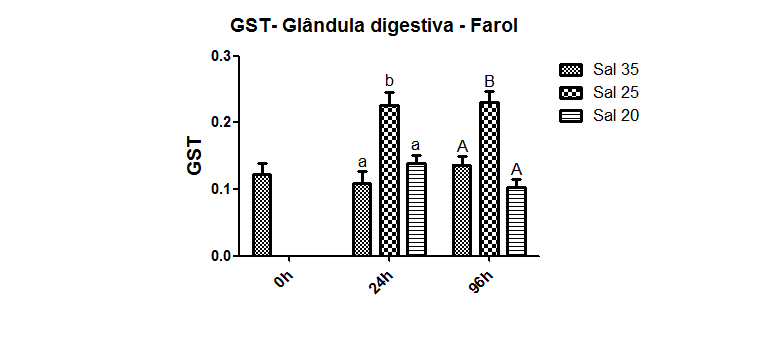 GST- Glândula digestiva - Farol
0.3
0.2
0.1
0.0
GST
b
a
a
B
A
A
0h
24h
96h
Sal 35
Sal 25
Sal 20